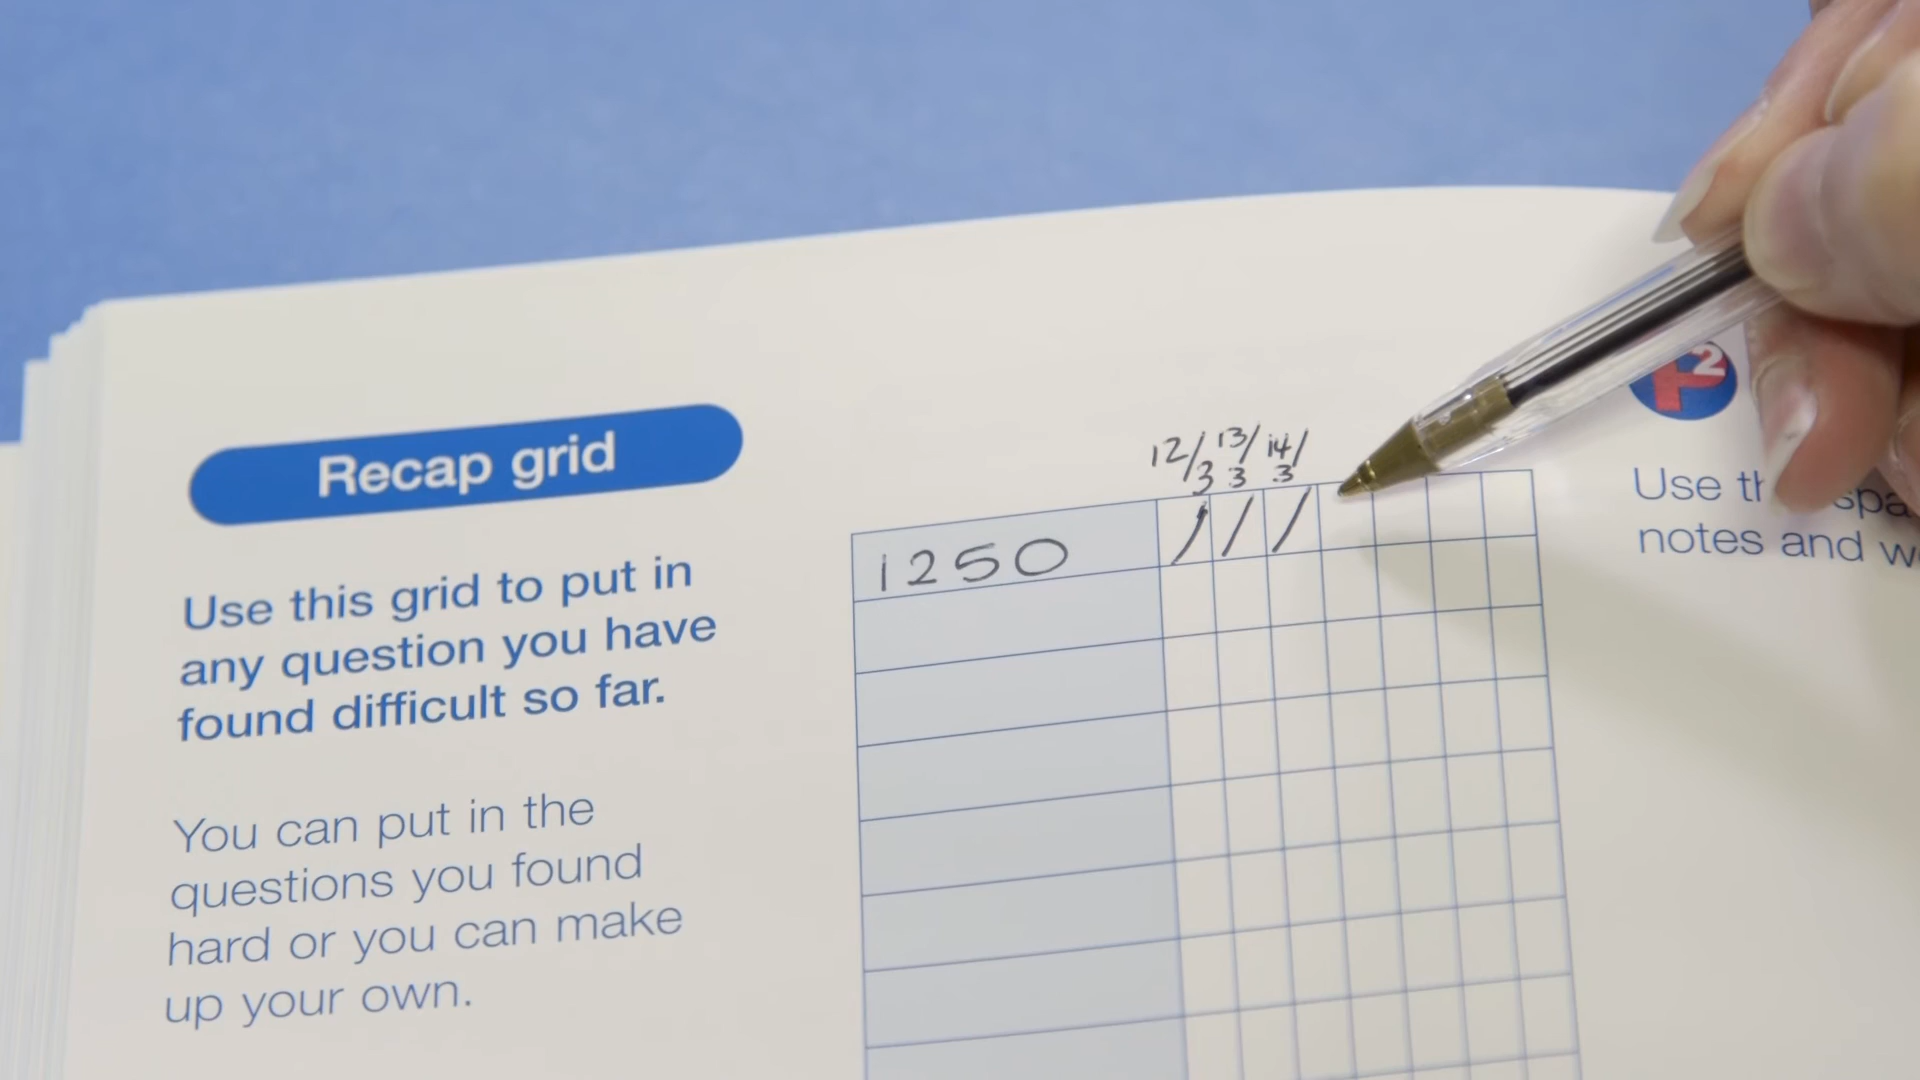 Recap grid
Use this grid to put in
any question you have
found difficult so far.
You can put in the
questions you found
hard or you can make
up your own.
12/3 13/3 14/3
1250 / / /
2
Use
notes and